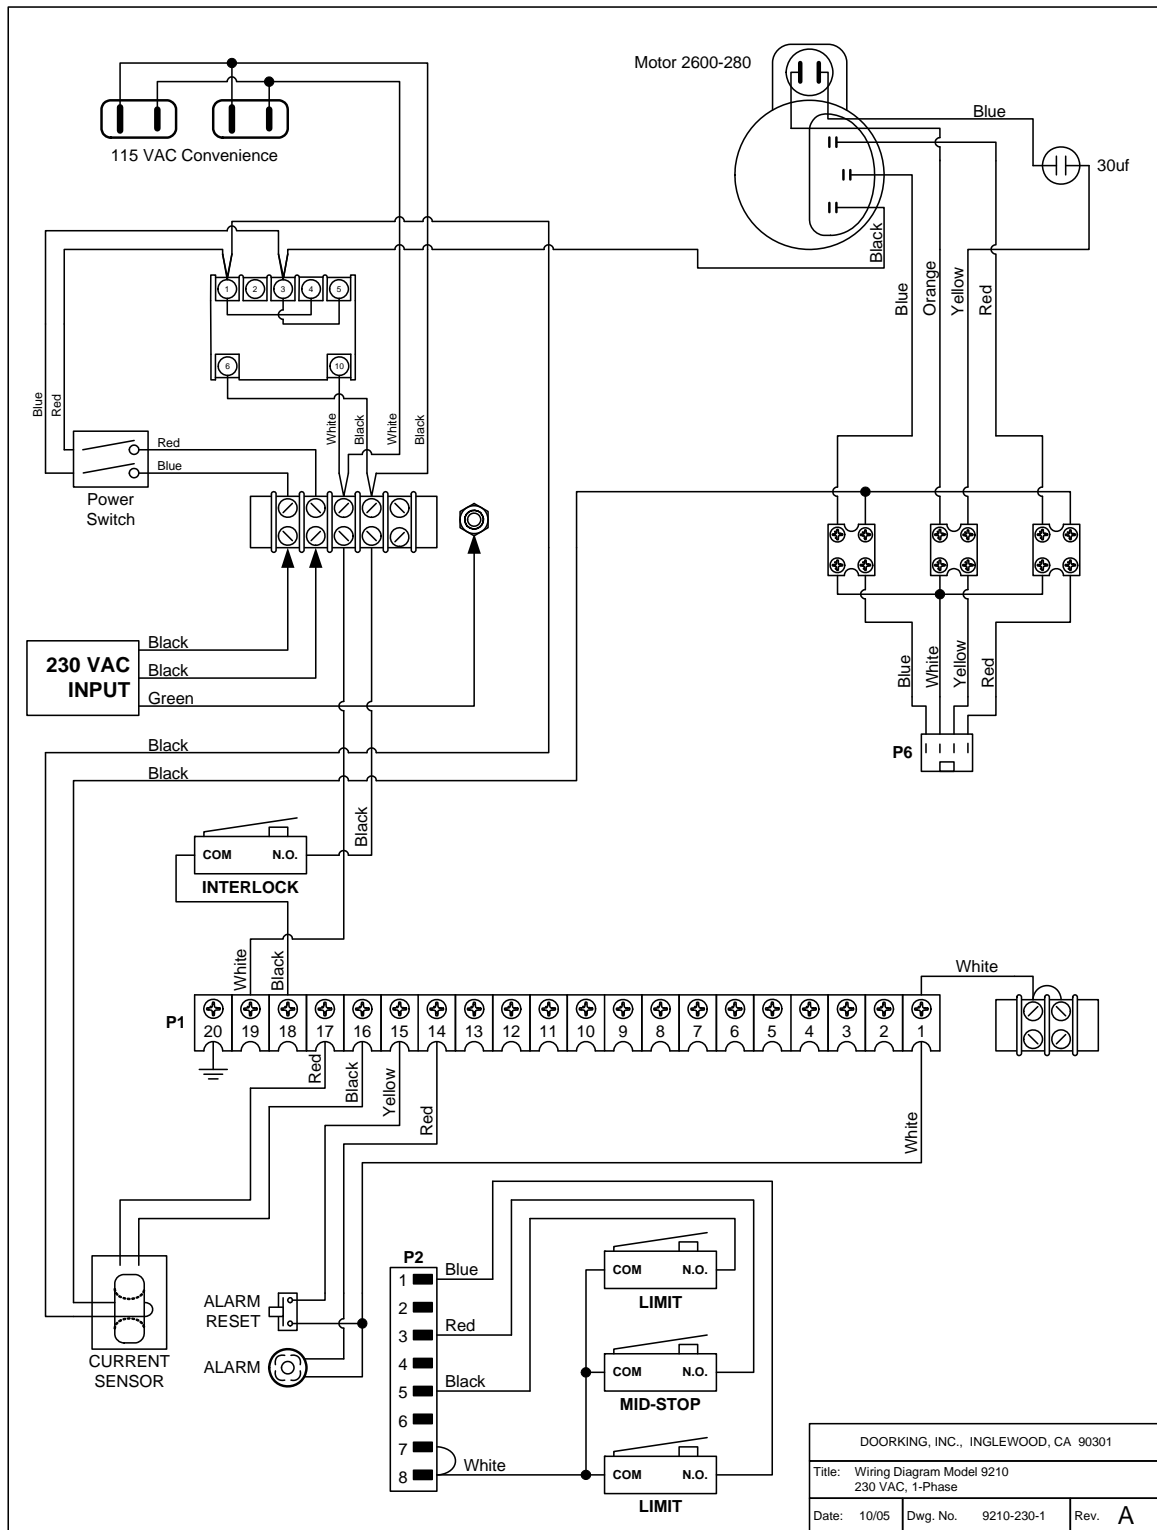 Motor 2600-280
Blue
30uf
115 VAC Convenience
Black
Blue
Orange
Yellow
Red
1
2
3
4
5
6
10
Blue
Red
White
Black
White
Black
Red
Blue
Power
Switch
230 VAC
INPUT
Black
Black
Green
Blue
White
Yellow
Red
P6
Black
Black
Black
COM
N.O.
INTERLOCK
White
Black
White
P1
20
19
18
17
16
15
14
13
12
11
10
9
8
7
6
5
4
3
2
1
Red
Black
Yellow
Red
White
P2
1
2
3
4
5
6
7
8
Blue
Red
Black
White
COM
N.O.
LIMIT
COM
N.O.
MID-STOP
COM
N.O.
LIMIT
ALARM
RESET
ALARM
CURRENT
SENSOR
DOORKING, INC., INGLEWOOD, CA 90301
Title: Wiring Diagram Model 9210
230 VAC, 1-Phase
Date: 10/05 Dwg. No. 9210-230-1 Rev. A